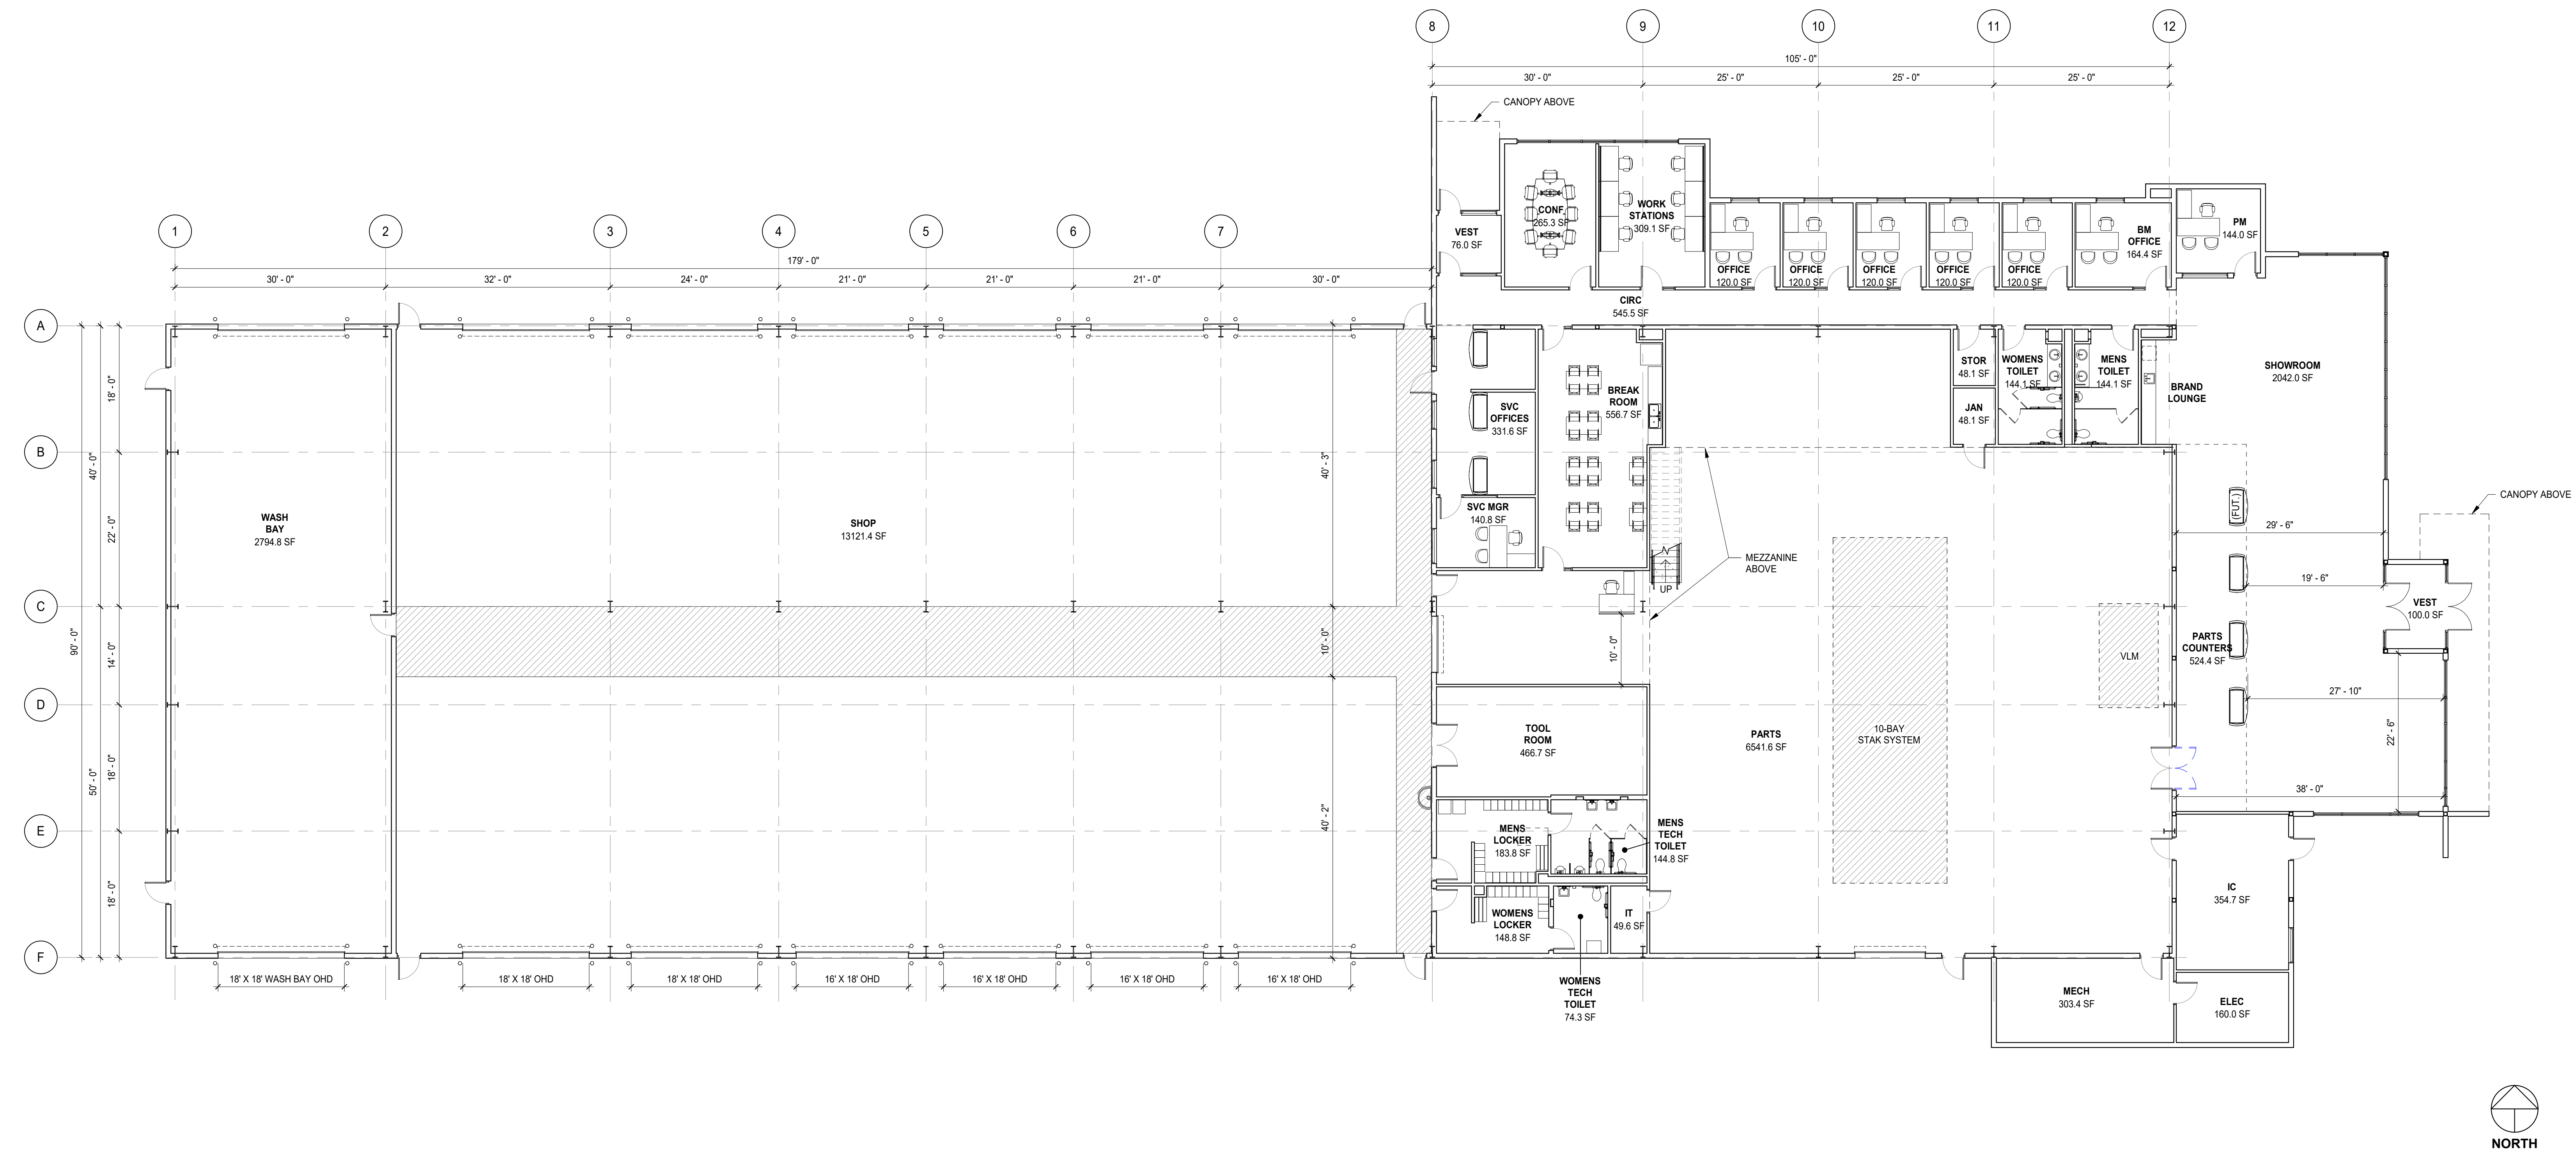 8
9
10
11
12
105' - 0"
30' - 0"
25' - 0"
25' - 0"
25' - 0"
CANOPY ABOVE
1
2
3
4
5
6
7
179' - 0"
30' - 0"
32' - 0"
24' - 0"
21' - 0"
21' - 0"
21' - 0"
30' - 0"
VEST
76.0 SF
CONF
265.3 SF
WORK
STATIONS
309.1 SF
OFFICE
120.0 SF
OFFICE
120.0 SF
OFFICE
120.0 SF
OFFICE
120.0 SF
OFFICE
120.0 SF
BM
OFFICE
164.4 SF
PM
144.0 SF
CIRC
545.5 SF
A
B
C
D
E
F
90' - 0"
40' - 0"
50' - 0"
18' - 0"
22' - 0"
14' - 0"
18' - 0"
18' - 0"
WASH
BAY
2794.8 SF
SHOP
13121.4 SF
40' - 3"
10' - 0"
40' - 2"
SVC
OFFICES
331.6 SF
BREAK
ROOM
556.7 SF
SVC MGR
140.8 SF
STOR
48.1 SF
JAN
48.1 SF
WOMENS
TOILET
144.1 SF
MENS
TOILET
144.1 SF
BRAND
LOUNGE
SHOWROOM
2042.0 SF
UP
MEZZANINE
ABOVE
10' - 0"
(FUT.)
29' - 6"
19' - 6"
CANOPY ABOVE
VEST
100.0 SF
PARTS
COUNTERS
524.4 SF
VLM
27' - 10"
22' - 6"
38' - 0"
TOOL
ROOM
466.7 SF
PARTS
6541.6 SF
10-BAY
STAK SYSTEM
MENS
LOCKER
183.8 SF
MENS
TECH
TOILET
144.8 SF
WOMENS
LOCKER
148.8 SF
IT
49.6 SF
WOMENS
TECH
TOILET
74.3 SF
IC
354.7 SF
MECH
303.4 SF
ELEC
160.0 SF
18' X 18' WASH BAY OHD
18' X 18' OHD
18' X 18' OHD
16' X 18' OHD
16' X 18' OHD
16' X 18' OHD
16' X 18' OHD
NORTH